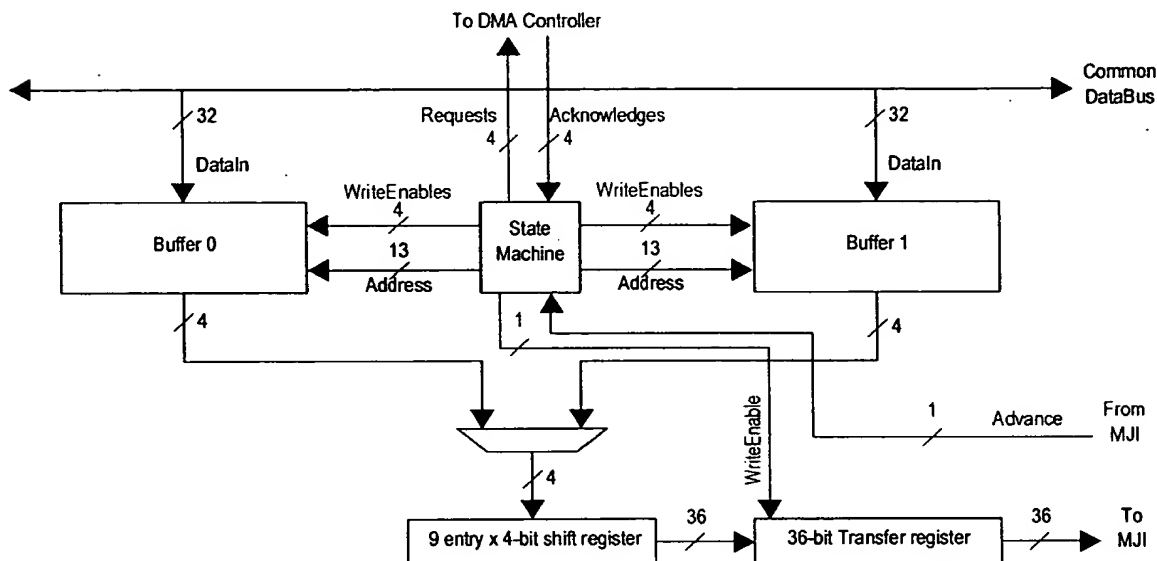 To DMA Controller
Common
DataBus
32
Requests
4
Acknowledges
4
32
DataIn
DataIn
WriteEnables
4
WriteEnables
4
Buffer 0
State
Machine
Buffer 1
13
Address
13
Address
4
1
4
1
Advance
From
MJI
WriteEnable
4
9 entry x 4-bit shift register
36
36-bit Transfer register
36
To
MJI